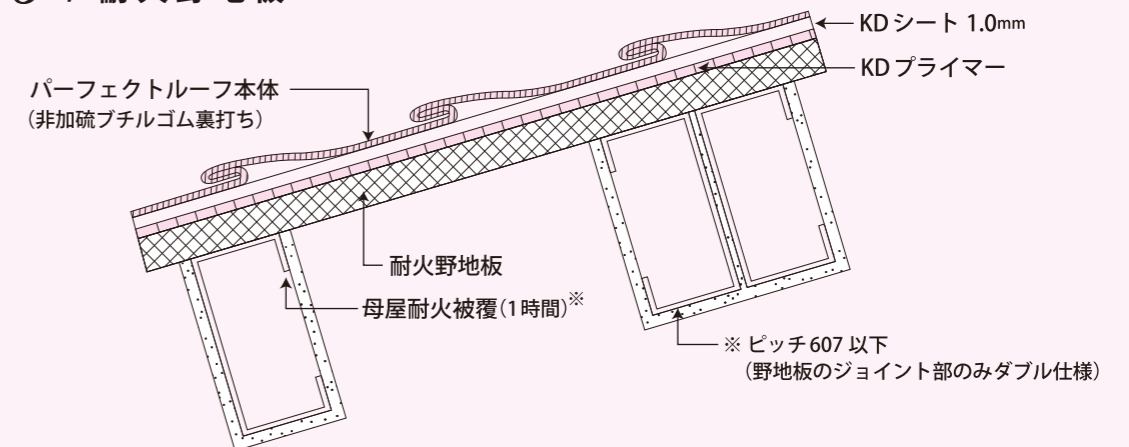 KDシート 1.0mm
KDプライマー
パーフェクトルーフ本体
(非加硫ブチルゴム裏打ち)
耐火野地板
母屋耐火被覆(1時間)※
※ ピッチ607 以下
(野地板のジョイント部のみダブル仕様)